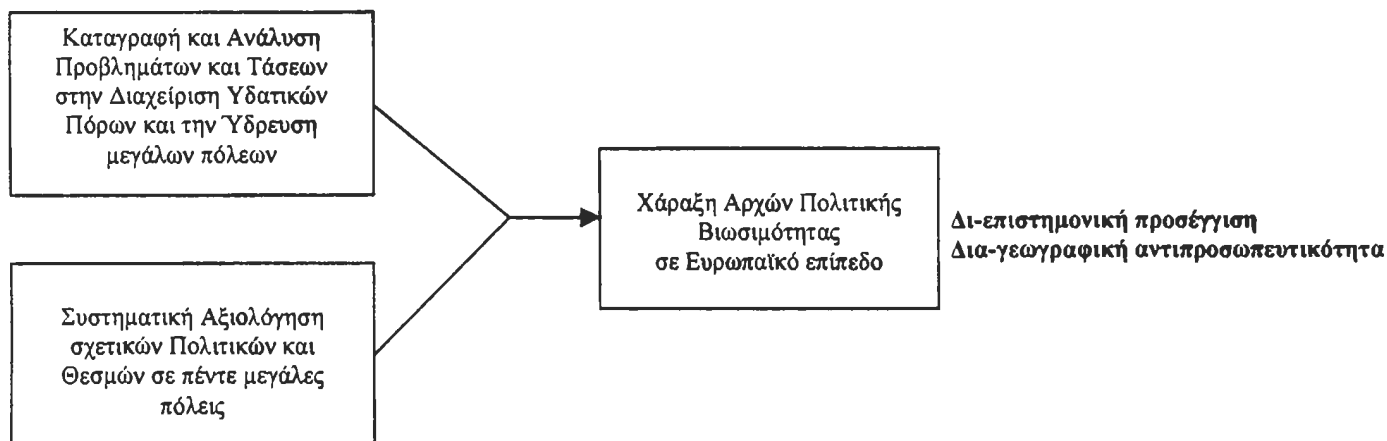 Καταγραφή και Ανάλυση
Προβλημάτων και Τάσεων
στην Διαχείριση Υδατικών
Πόρων και την Ύδρευση
μεγάλων πόλεων
Συστηματική Αξιολόγηση
σχετικών Πολιτικών και
Θεσμών σε πέντε μεγάλες
πόλεις
Χάραξη Αρχών Πολιτικής
Βιωσιμότητας
σε Ευρωπαϊκό επίπεδο
Δι-επιστημονική προσέγγιση
Δια-γεωγραφική αντιπροσωπευτικότητα